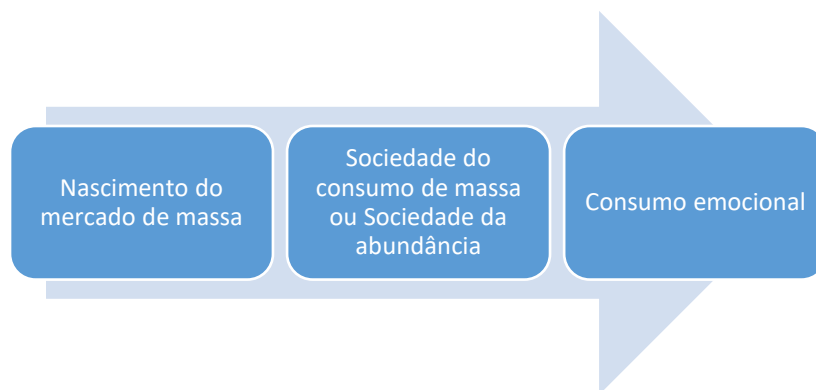 Nascimento do
mercado de massa
Sociedade do
consumo de massa
ou Sociedade da
abundância
Consumo emocional